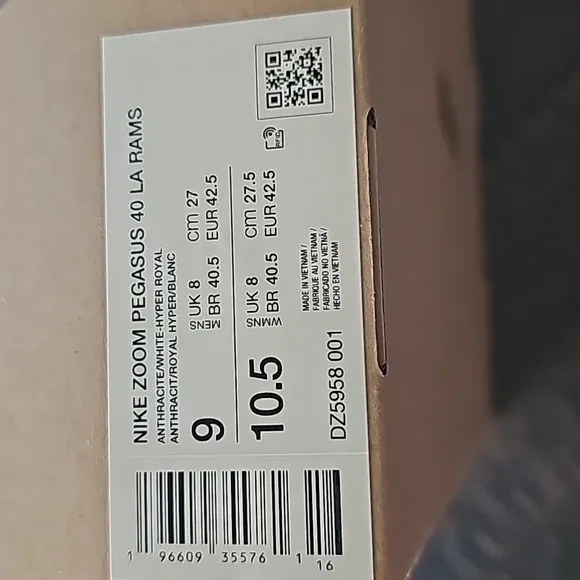 NIKE ZOOM PEGASUS 40 LA RAMS
ANTHRACITE/WHITE-HYPER ROYAL
ANTHRACIT/ROYAL HYPER/BLANC
9
MENS
UK 8 cm 27
BR 40.5 EUR 42.5
10.5
WMNS
UK 8 cm 27.5
BR 40.5 EUR 42.5
DZ5958 001
MADE IN VIETNAM /
FABRIQUE AU VIETNAM /
FABRICADO NO VIETNÃ /
HECHO EN VIETNAM
RFID
1 96609 35576 1
16